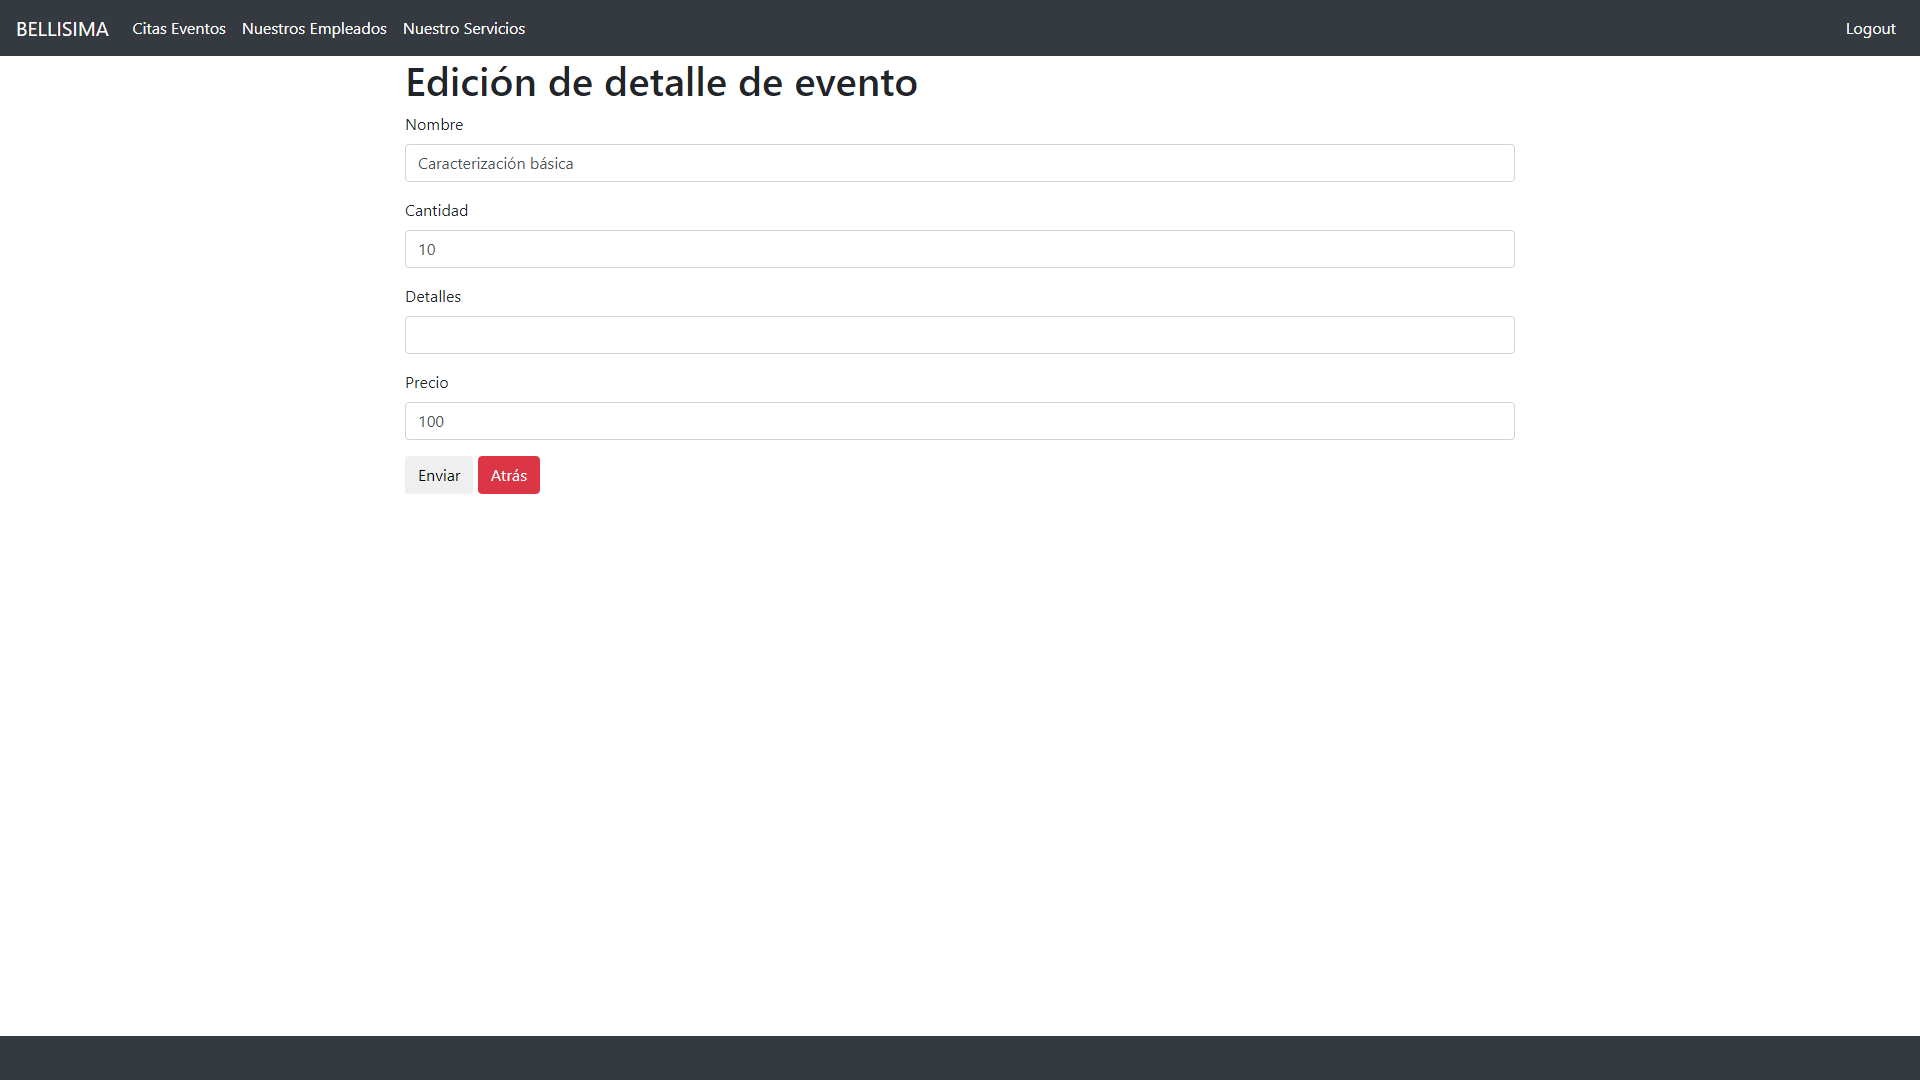 BELLISIMA Citas Eventos Nuestros Empleados Nuestro Servicios Logout
Edición de detalle de evento
Nombre
Caracterización básica
Cantidad
10
Detalles
Precio
100
Enviar Atrás